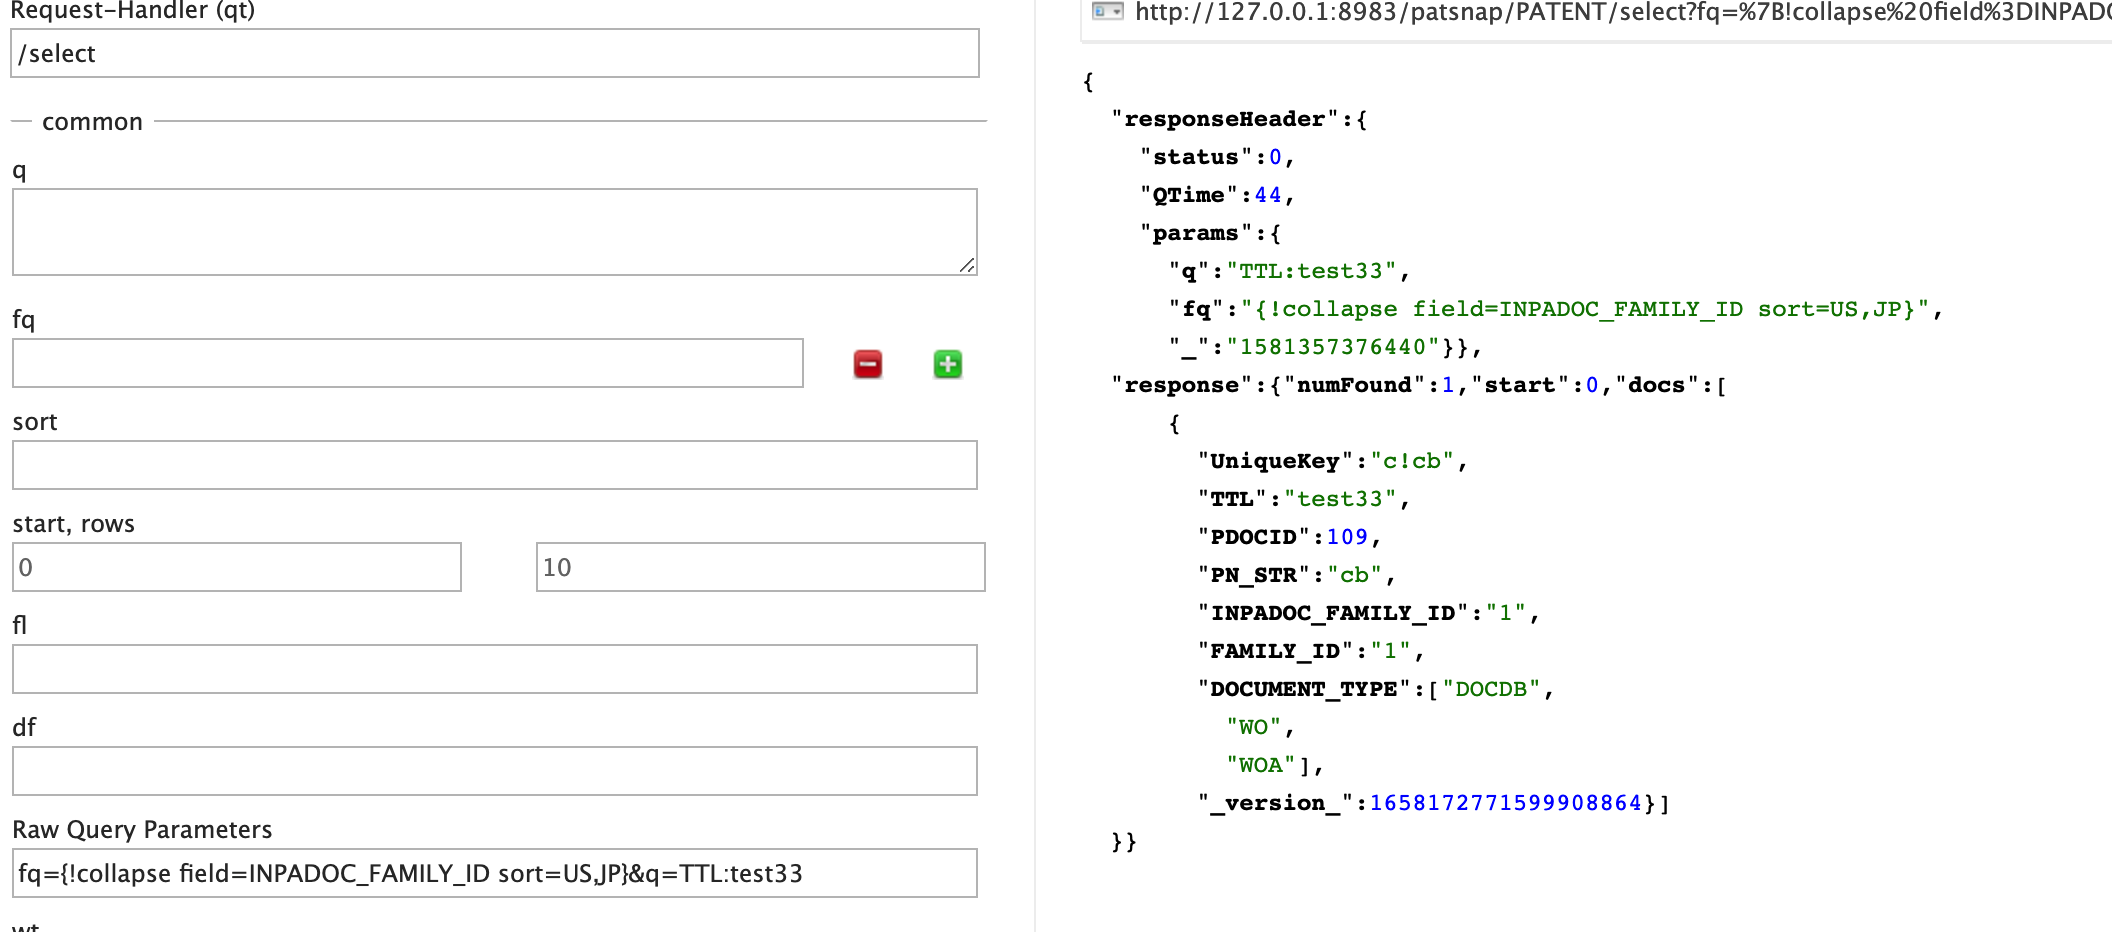 Request-Handler (qt)
/select
common
q
fq
sort
start, rows
0
10
fl
df
Raw Query Parameters
fq={!collapse field=INPADOC_FAMILY_ID sort=US,JP}&q=TTL:test33
wt
http://127.0.0.1:8983/patsnap/PATENT/select?fq=%7B!collapse%20field%3DINPADO
{
"responseHeader":{
"status":0,
"QTime":44,
"params":{
"q":"TTL:test33",
"fq":"{!collapse field=INPADOC_FAMILY_ID sort=US,JP}",
"_":"1581357376440"}},
"response":{"numFound":1,"start":0,"docs":[
{
"UniqueKey":"c!cb",
"TTL":"test33",
"PDOCID":109,
"PN_STR":"cb",
"INPADOC_FAMILY_ID":"1",
"FAMILY_ID":"1",
"DOCUMENT_TYPE":["DOCDB",
"WO",
"WOA"],
"_version_":1658172771599908864}]
}}